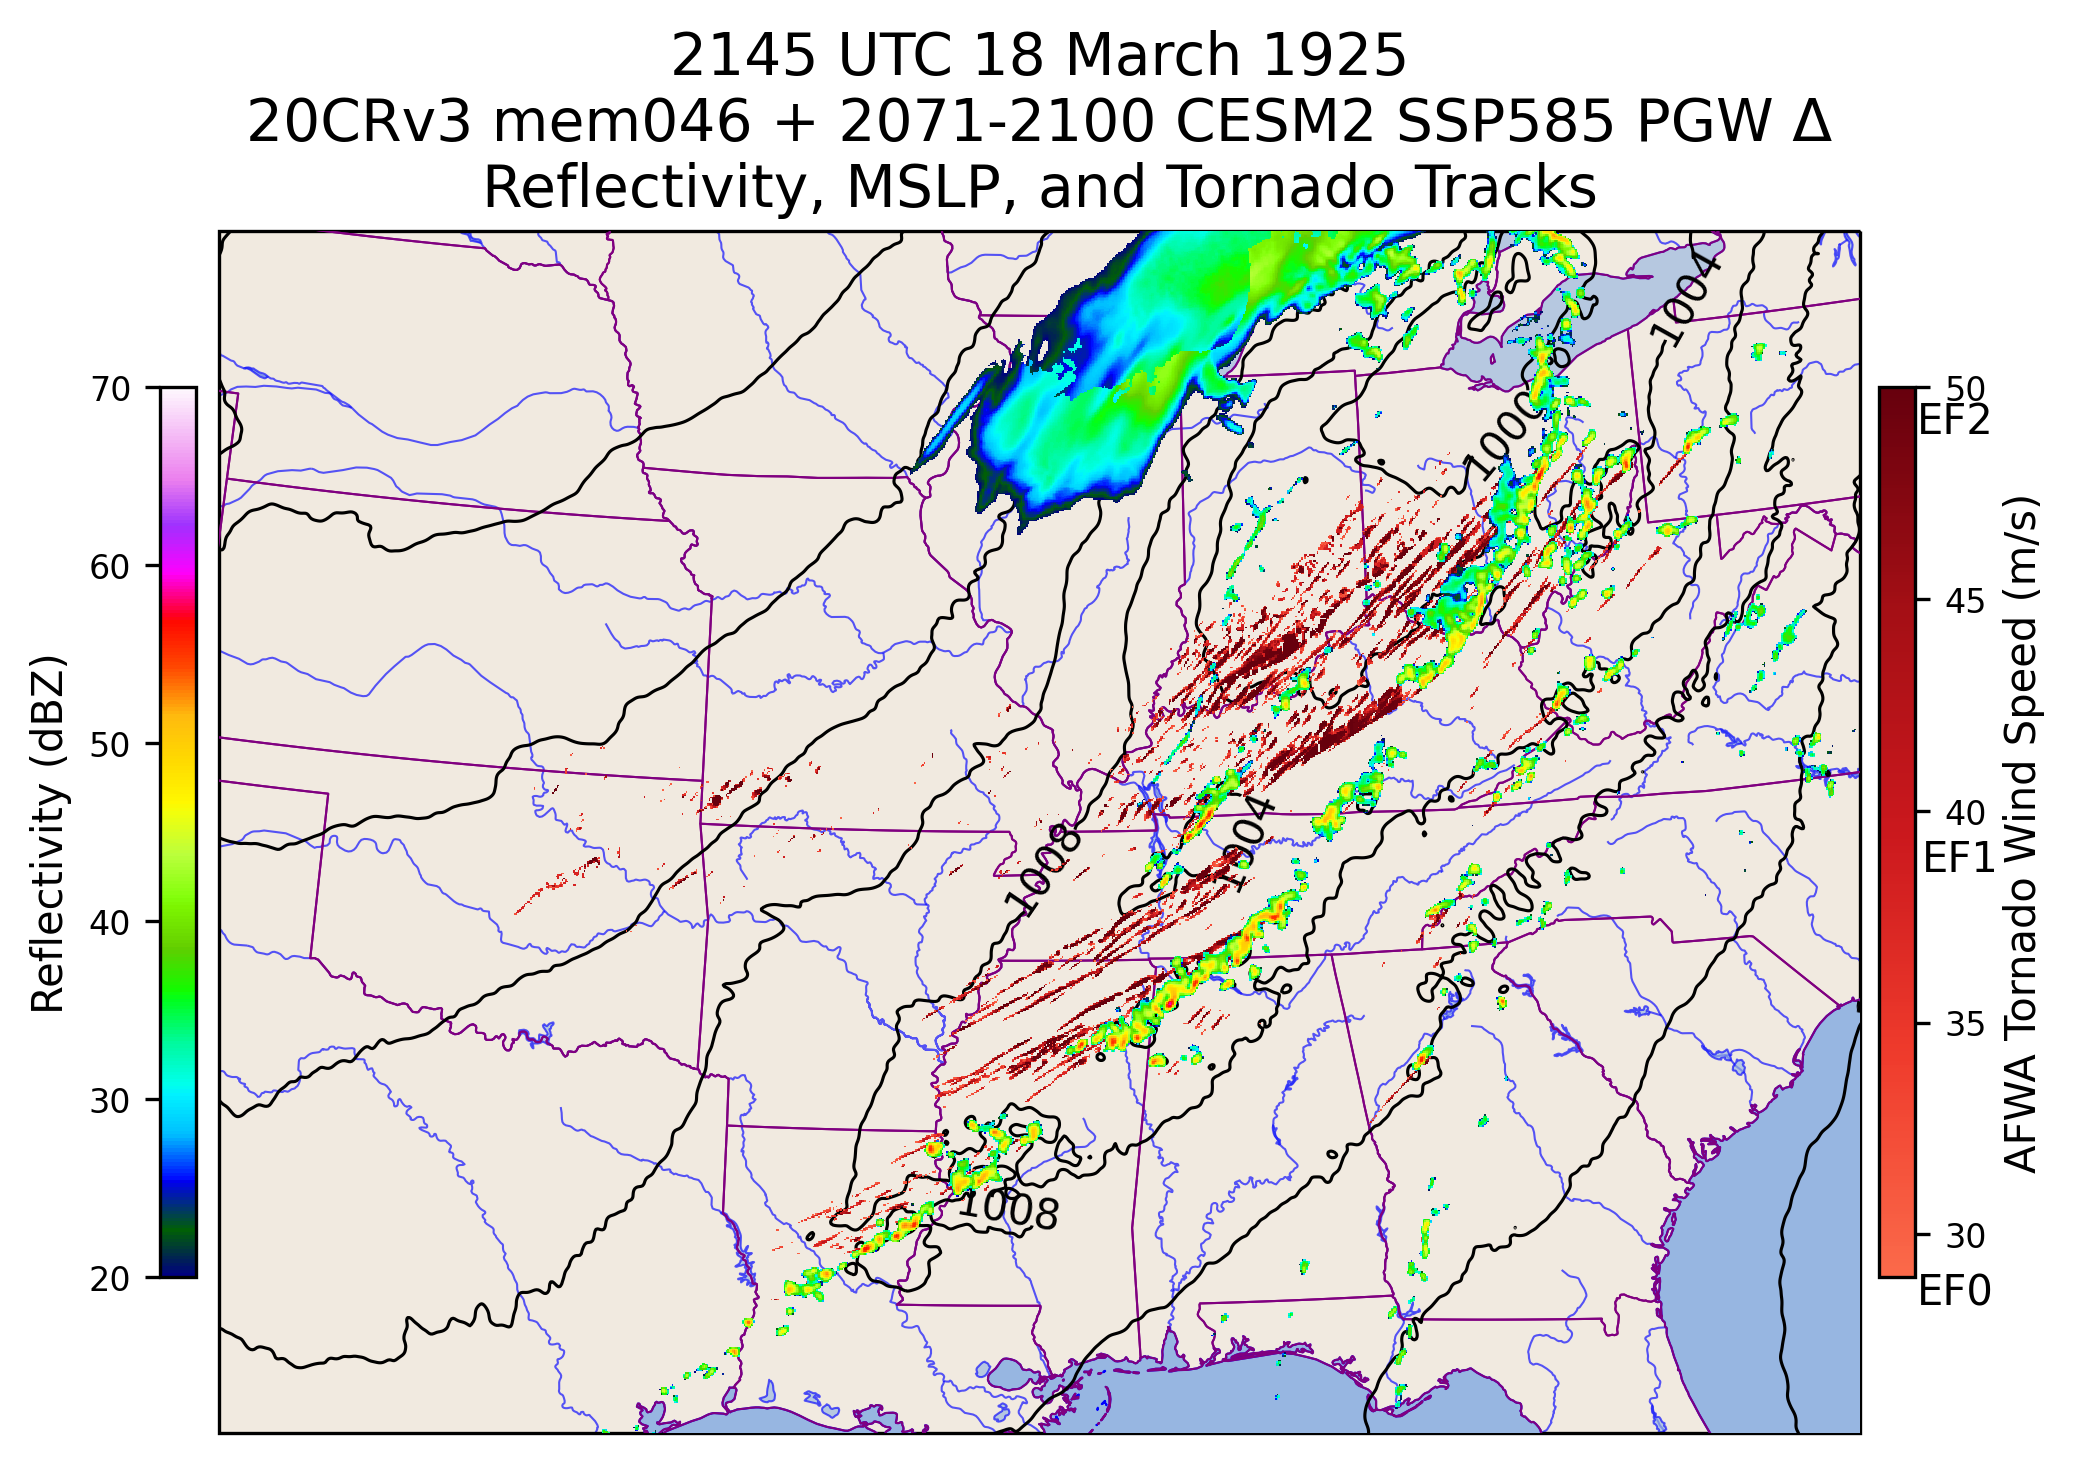 2145 UTC 18 March 1925
20CRv3 mem046 + 2071-2100 CESM2 SSP585 PGW Δ
Reflectivity, MSLP, and Tornado Tracks
70
60
50
40
30
20
Reflectivity (dBZ)
1004
1000
1004
1008
1008
50
EF2
45
40
EF1
35
30
EF0
AFWA Tornado Wind Speed (m/s)